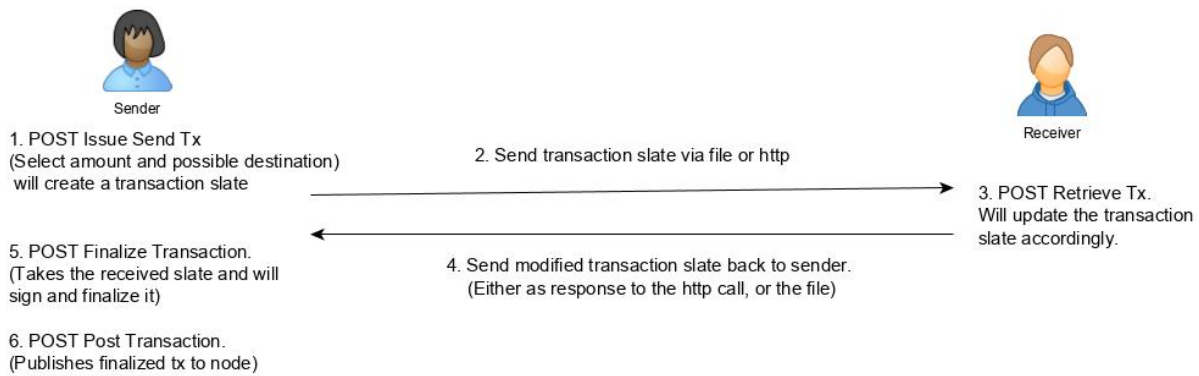 Sender
Receiver
1. POST Issue Send Tx
(Select amount and possible destination)
will create a transaction slate
2. Send transaction slate via file or http
3. POST Retrieve Tx.
Will update the transaction
slate accordingly.
4. Send modified transaction slate back to sender.
(Either as response to the http call, or the file)
5. POST Finalize Transaction.
(Takes the received slate and will
sign and finalize it)
6. POST Post Transaction.
(Publishes finalized tx to node)